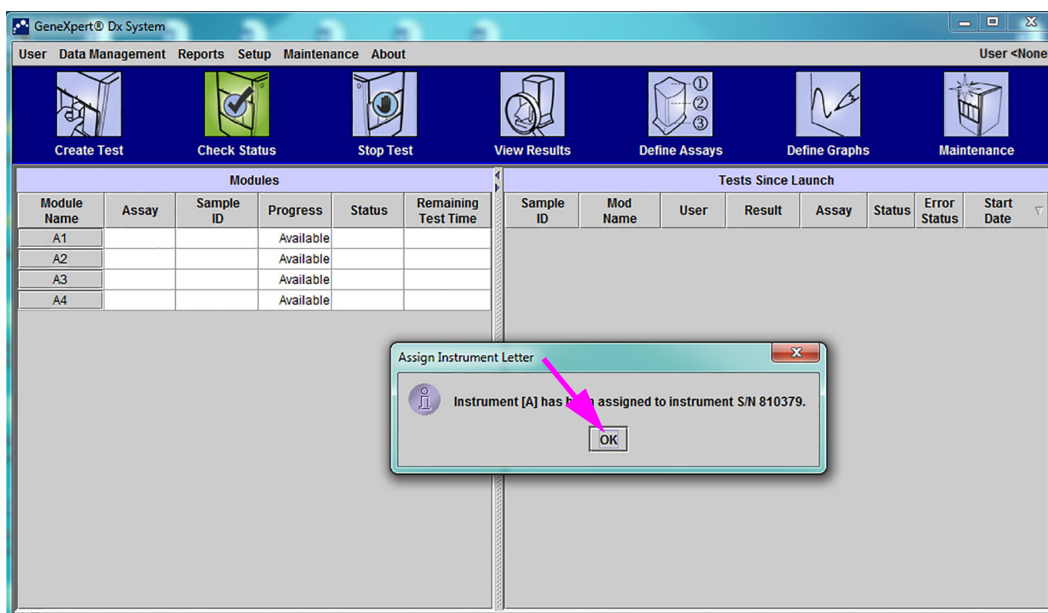 GeneXpert® Dx System
User Data Management Reports Setup Maintenance About User <None
Create Test Check Status Stop Test View Results Define Assays Define Graphs Maintenance
① 
②
③
Modules
Tests Since Launch
Module Name Assay Sample ID Progress Status Remaining Test Time
Sample ID Mod Name User Result Assay Status Error Status Start Date
A1 Available
A2 Available
A3 Available
A4 Available
Assign Instrument Letter
Instrument [A] has assigned to instrument S/N 810379.
OK